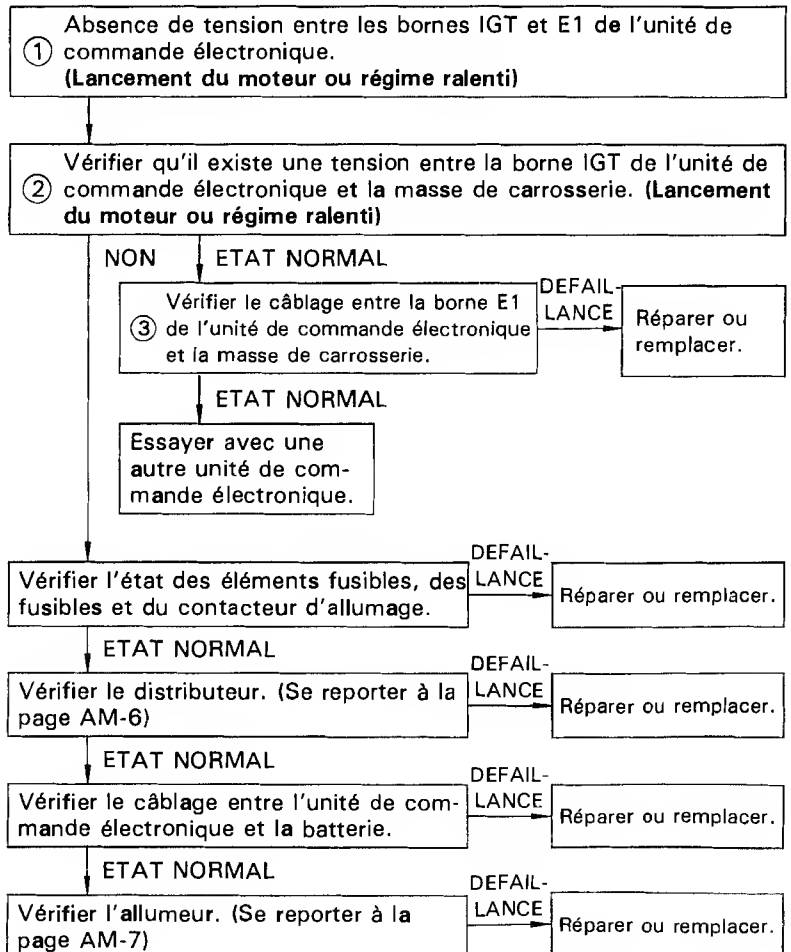 Absence de tension entre les bornes IGT et E1 de l'unité de
① commande électronique.
(Lancement du moteur ou régime ralenti)
Vérifier qu'il existe une tension entre la borne IGT de l'unité de
② commande électronique et la masse de carrosserie. (Lancement
du moteur ou régime ralenti)
NON
ETAT NORMAL
Vérifier le câblage entre la borne E1
③ de l'unité de commande électronique
et la masse de carrosserie.
DEFAIL-
LANCE
Réparer ou
remplacer.
ETAT NORMAL
Essayer avec une
autre unité de com-
mande électronique.
Vérifier l'état des éléments fusibles, des
fusibles et du contacteur d'allumage.
DEFAIL-
LANCE
Réparer ou remplacer.
ETAT NORMAL
Vérifier le distributeur. (Se reporter à la
page AM-6)
DEFAIL-
LANCE
Réparer ou remplacer.
ETAT NORMAL
Vérifier le câblage entre l'unité de com-
mande électronique et la batterie.
DEFAIL-
LANCE
Réparer ou remplacer.
ETAT NORMAL
Vérifier l'allumeur. (Se reporter à la
page AM-7)
DEFAIL-
LANCE
Réparer ou remplacer.